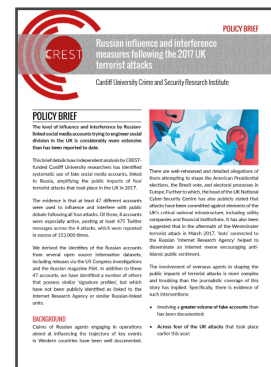 POLICY BRIEF
CREST
Russian influence and interference
measures following the 2017 UK
terrorist attacks
Cardiff University Crime and Security Research Institute
POLICY BRIEF
The level of influence and interference by Russian-
linked social media accounts trying to engineer social
division in the UK is considerably more extensive
than has been reported to date.
This brief details how independent analysis by CREST-
funded Cardiff University researchers has identified
systematic use of fake social media accounts, linked
to Russia, amplifying the public impacts of four
terrorist attacks that took place in the UK in 2017.
The evidence is that at least 47 different accounts
were used to influence and interfere with public
debate following all four attacks. Of these, 8 accounts
were especially active, posting at least 475 Twitter
messages across the 4 attacks, which were reposted
in excess of 153,000 times.
We derived the identities of the Russian accounts
from several open source information datasets,
including releases via the US Congress investigations
and the Russian magazine PБК. In addition to these
47 accounts, we have identified a number of others
that possess similar 'signature profiles', but which
have not been publicly identified as linked to the
Internet Research Agency or similar Russian-linked
units.
BACKGROUND
Claims of Russian agents engaging in operations
aimed at influencing the trajectory of key events
in Western countries have been well documented.
There are well-rehearsed and detailed allegations of
them attempting to shape the American Presidential
elections, the Brexit vote, and electoral processes in
Europe. Further to which, the head of the UK National
Cyber-Security Centre has also publicly stated that
attacks have been committed against elements of the
UK's critical national infrastructure, including utility
companies and financial institutions. It has also been
suggested that in the aftermath of the Westminster
terrorist attack in March 2017, 'bots' connected to
the Russian 'Internet Research Agency' helped to
disseminate an internet meme encouraging anti-
Islamic public sentiment.
The involvement of overseas agents in shaping the
public impacts of terrorist attacks is more complex
and troubling than the journalistic coverage of this
story has implied. Specifically, there is evidence of
such interventions:
• Involving a greater volume of fake accounts than
has been documented;
• Across four of the UK attacks that took place
earlier this year;